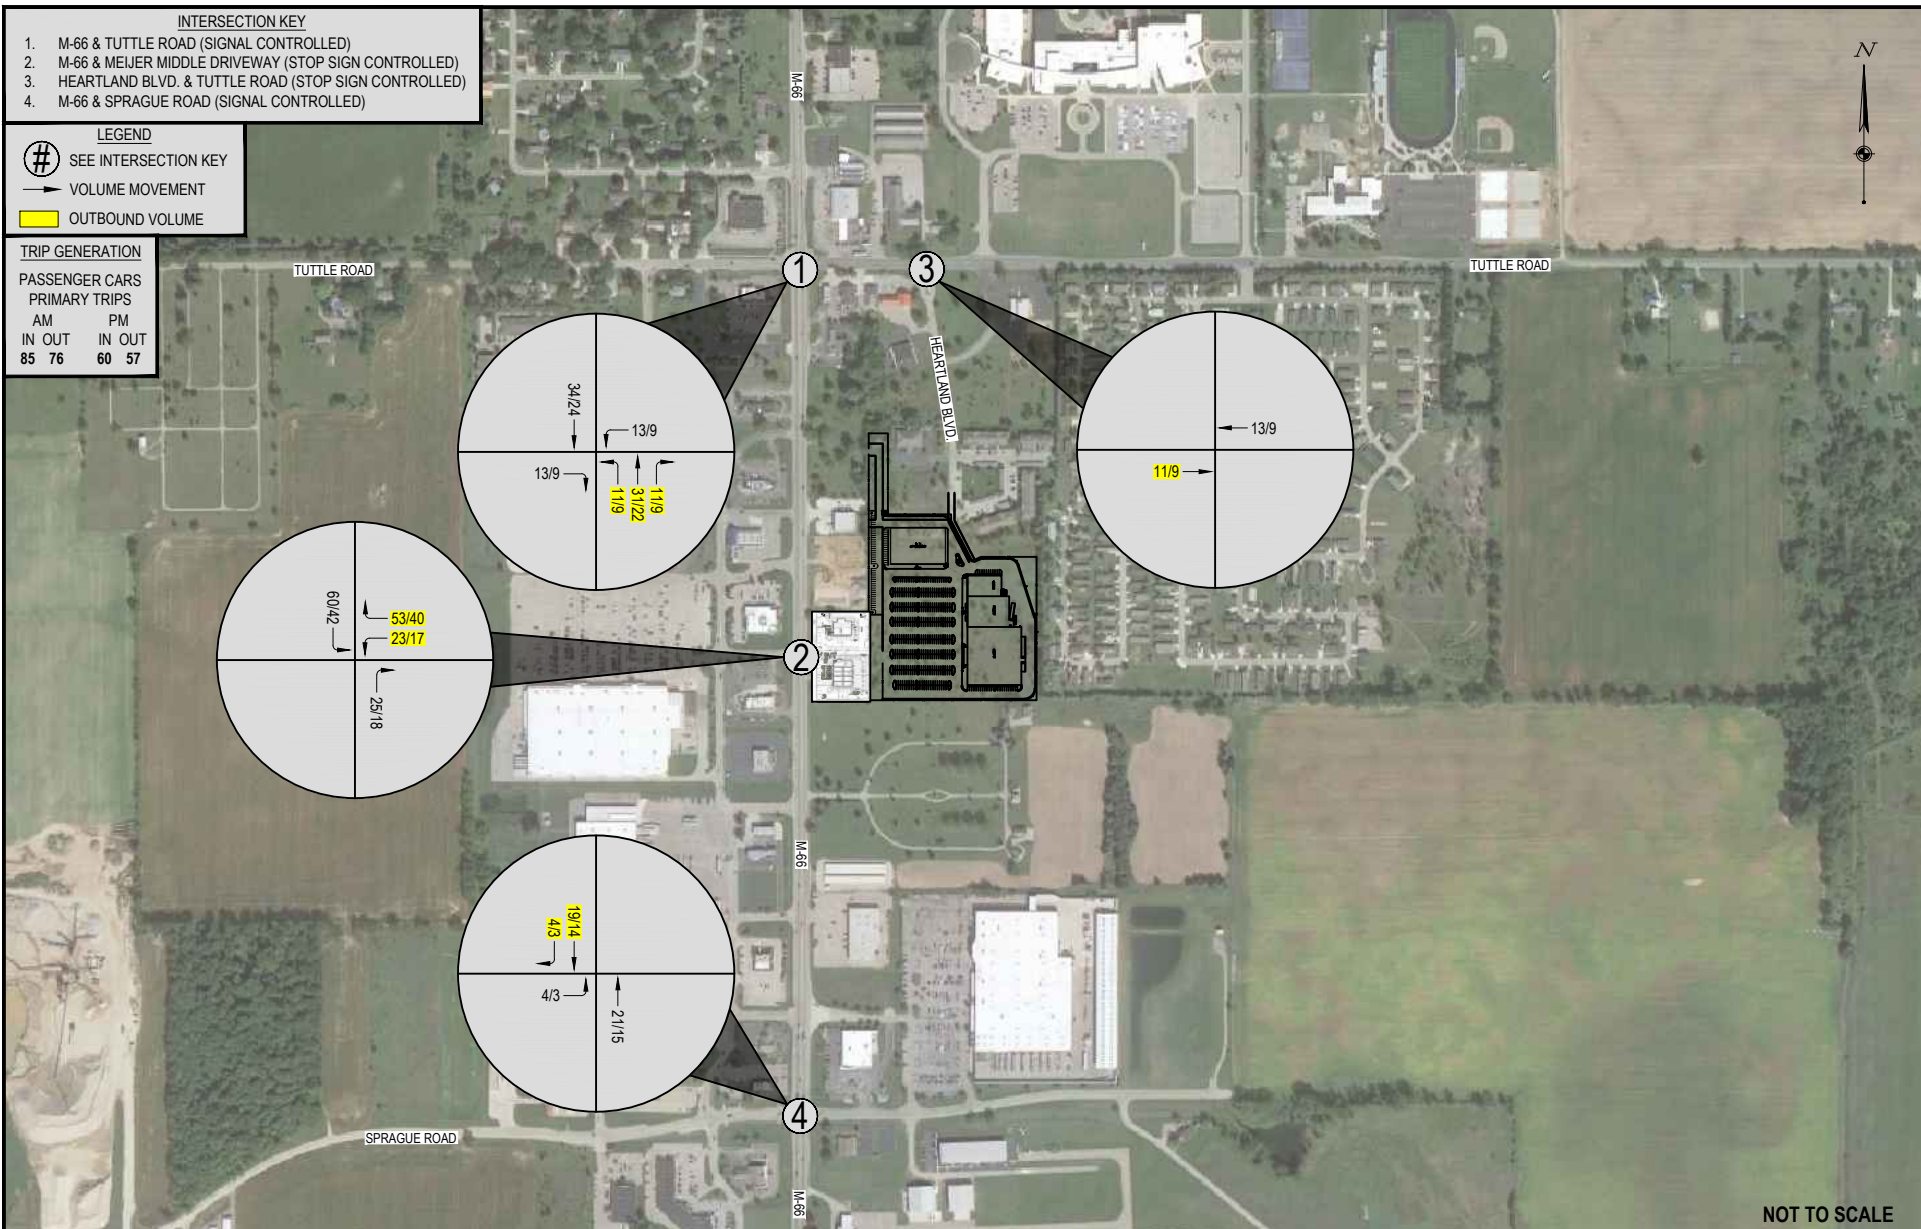 INTERSECTION KEY
1. M-66 & TUTTLE ROAD (SIGNAL CONTROLLED)
2. M-66 & MEIJER MIDDLE DRIVEWAY (STOP SIGN CONTROLLED)
3. HEARTLAND BLVD. & TUTTLE ROAD (STOP SIGN CONTROLLED)
4. M-66 & SPRAGUE ROAD (SIGNAL CONTROLLED)
LEGEND
# SEE INTERSECTION KEY
VOLUME MOVEMENT
OUTBOUND VOLUME
TRIP GENERATION
PASSENGER CARS
PRIMARY TRIPS
AM PM
IN OUT IN OUT
85 76 60 57
N
M-66
TUTTLE ROAD
1
3
TUTTLE ROAD
HEARTLAND BLVD.
34/24
13/9
13/9
11/9
31/22
11/9
13/9
11/9
60/42
53/40
23/17
25/18
2
M-66
4/3
19/14
4/3
21/15
4
SPRAGUE ROAD
M-66
NOT TO SCALE